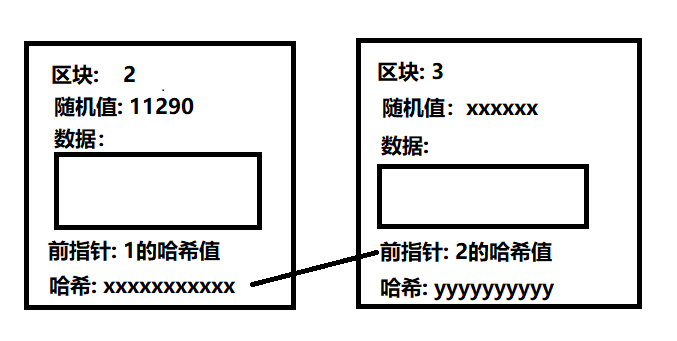 区块: 2
随机值: 11290
数据:
前指针: 1的哈希值
哈希: xxxxxxxxxxx
区块: 3
随机值: xxxxxx
数据:
前指针: 2的哈希值
哈希: yyyyyyyyyy